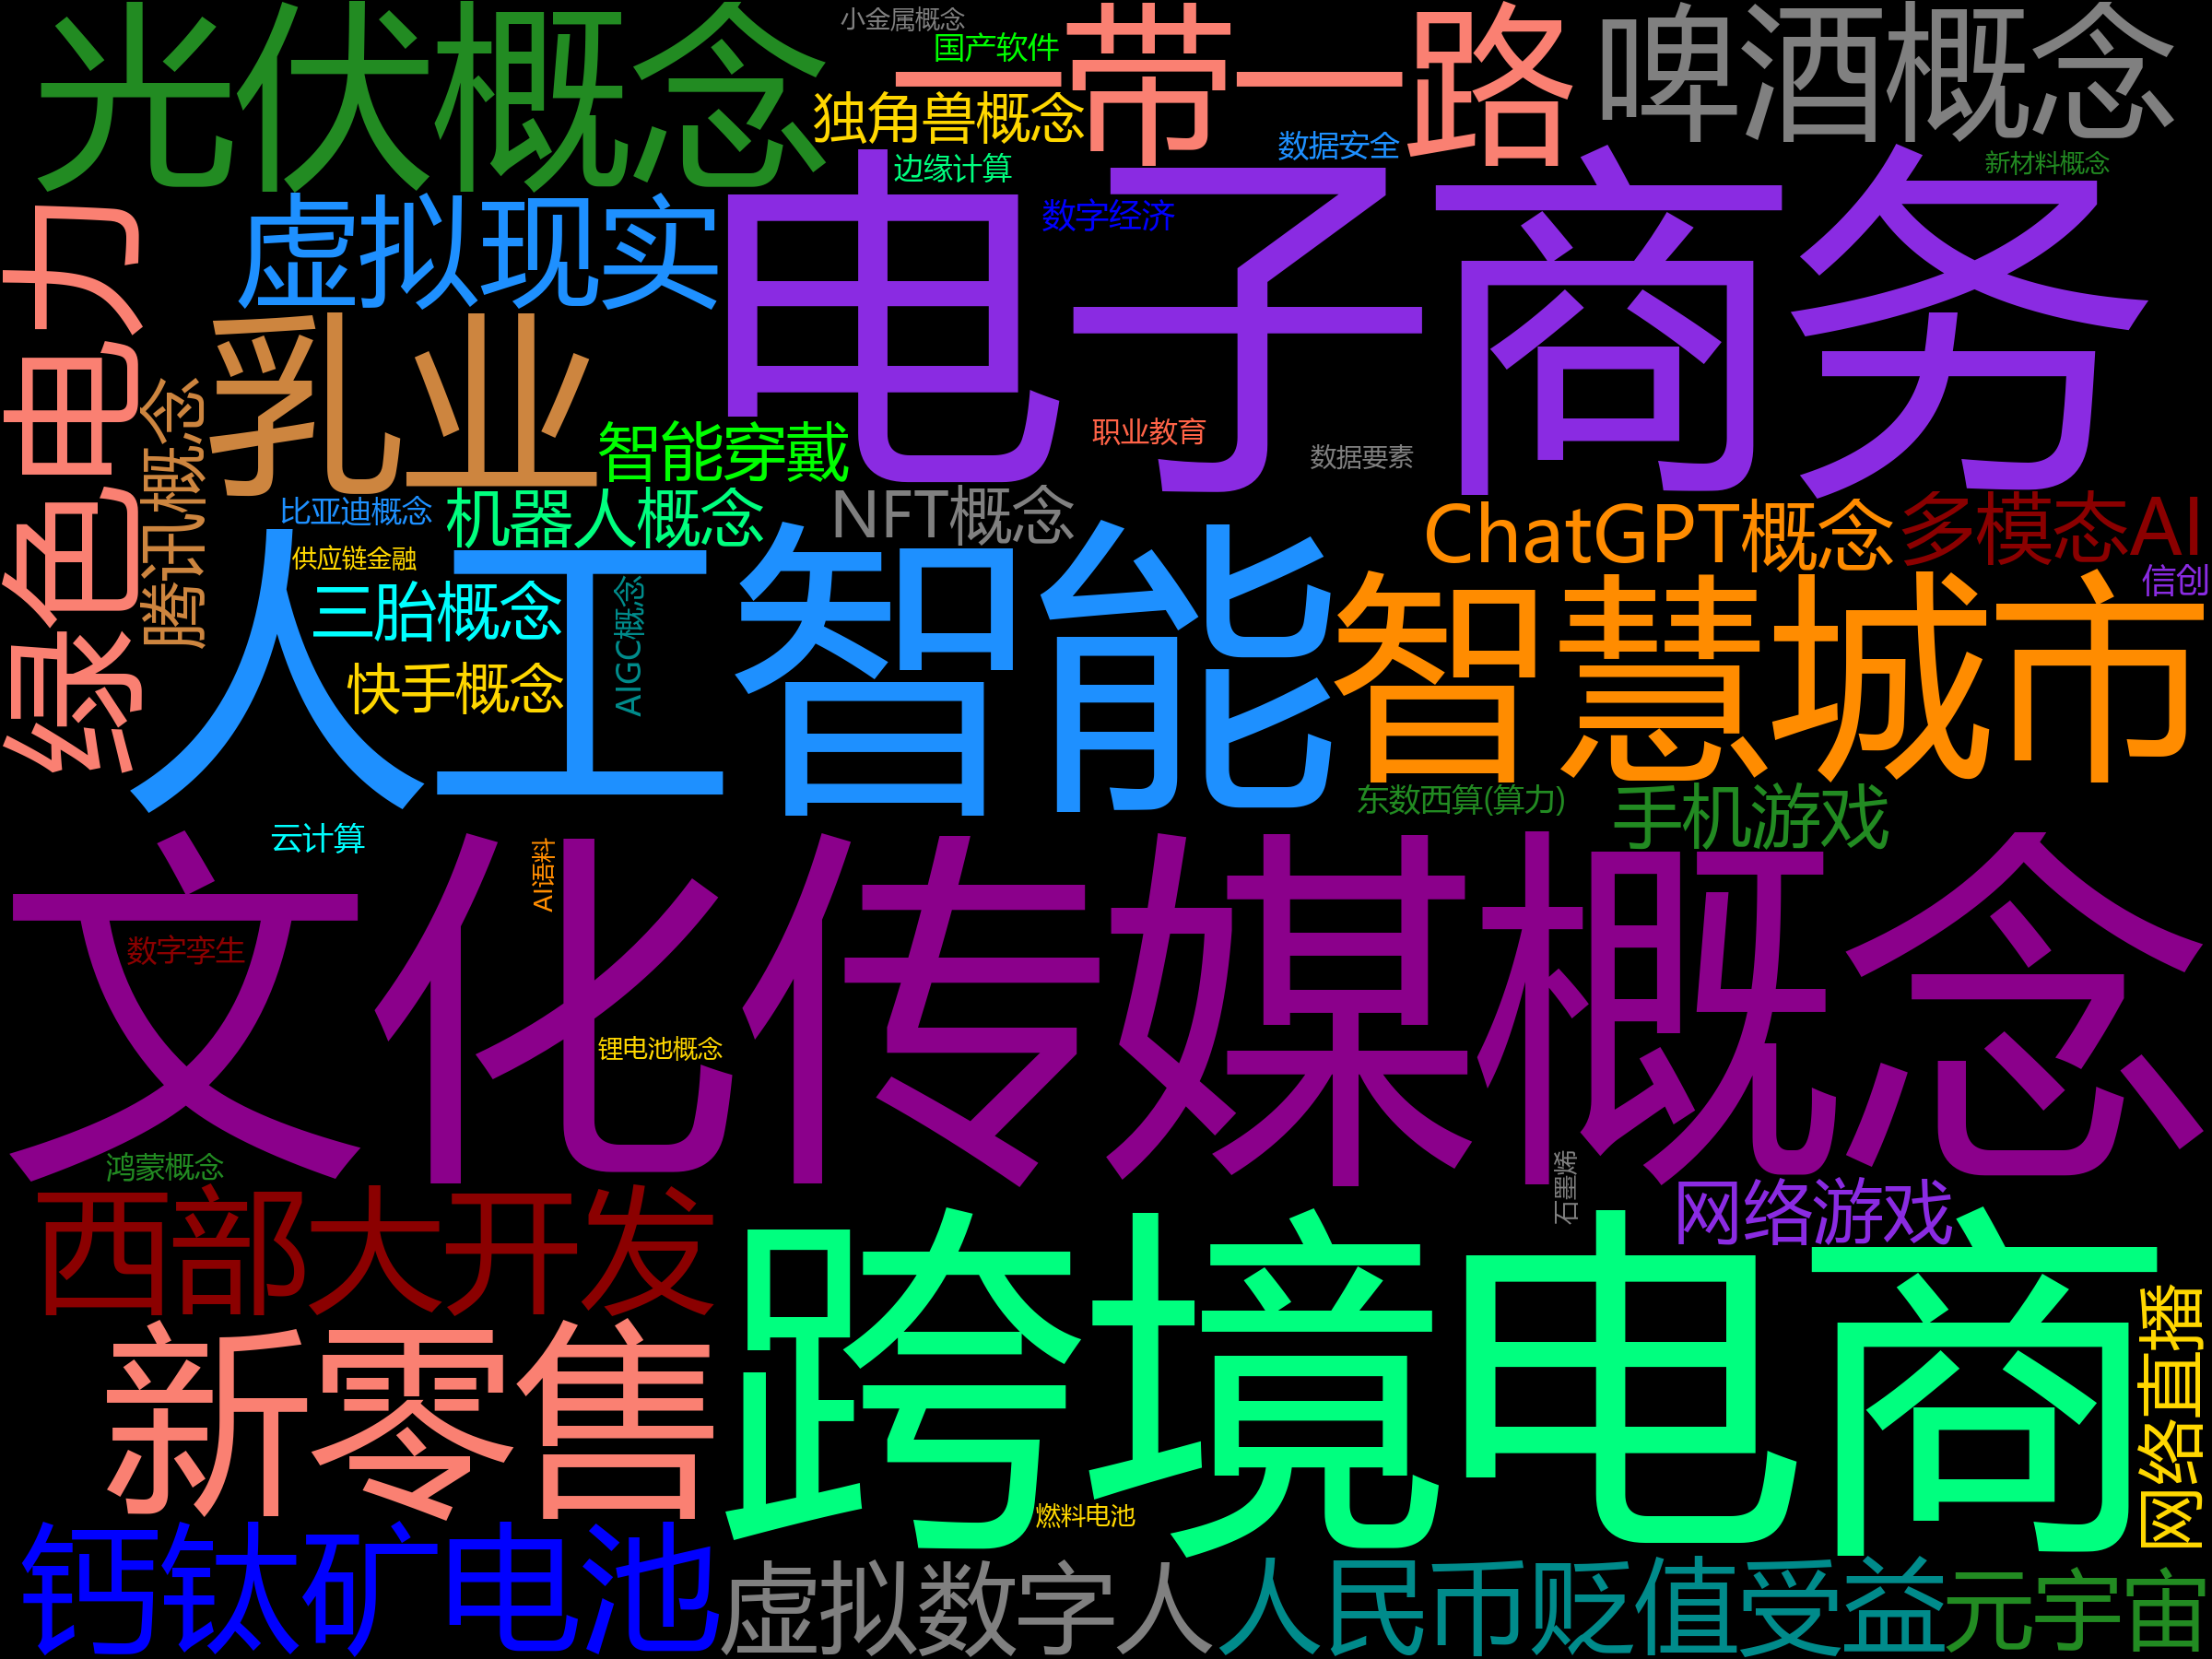 小金属概念
光伏概念
国产软件
一带一路
啤酒概念
独角兽概念
数据安全
边缘计算
新材料概念
虚拟现实
数字经济
电子商务
绿色电力
乳业
腾讯概念
智能穿戴
职业教育
数据要素
比亚迪概念
机器人概念
NFT概念
ChatGPT概念
多模态AI
供应链金融
三胎概念
AIGC概念
人工智能
智慧城市
信创
快手概念
东数西算(算力)
手机游戏
云计算
AI语料
文化传媒概念
数字孪生
锂电池概念
鸿蒙概念
石墨烯
西部大开发
网络游戏
跨境电商
新零售
网络直播
燃料电池
钙钛矿电池
虚拟数字人
人民币贬值受益
元宇宙